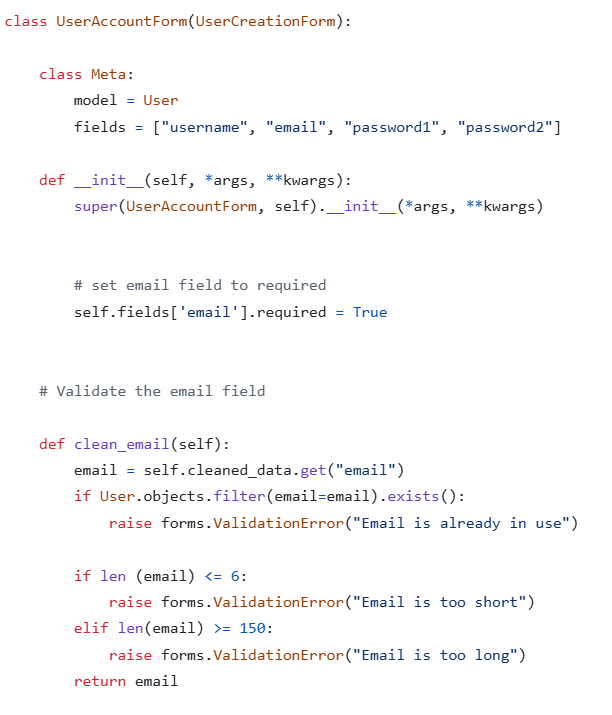 class UserAccountForm(UserCreationForm):
    class Meta:
        model = User
        fields = ["username", "email", "password1", "password2"]
    def __init__(self, *args, **kwargs):
        super(UserAccountForm, self).__init__(*args, **kwargs)
        # set email field to required
        self.fields['email'].required = True
    # Validate the email field
    def clean_email(self):
        email = self.cleaned_data.get("email")
        if User.objects.filter(email=email).exists():
            raise forms.ValidationError("Email is already in use")
        if len (email) <= 6:
            raise forms.ValidationError("Email is too short")
        elif len(email) >= 150:
            raise forms.ValidationError("Email is too long")
        return email